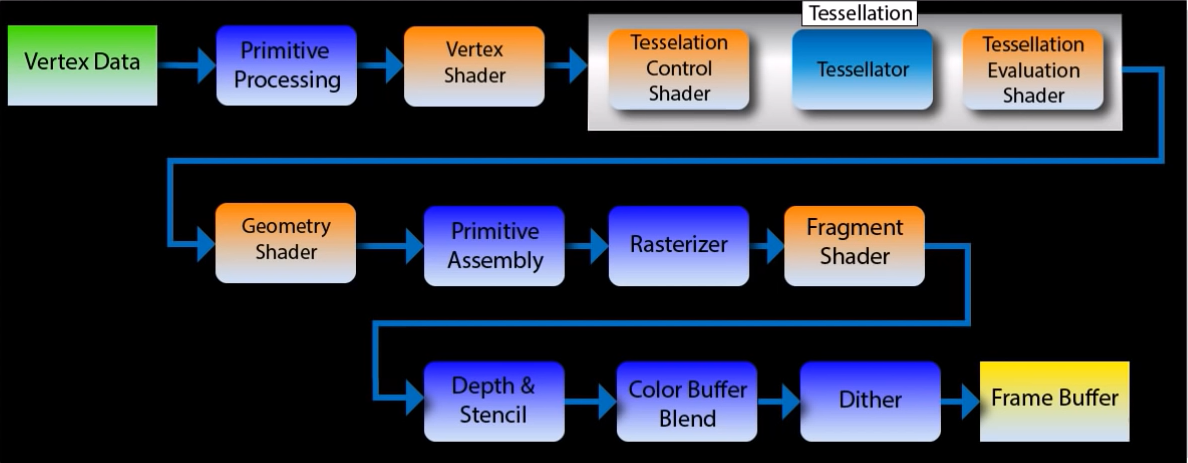 Tessellation
Vertex Data
Primitive
Processing
Vertex
Shader
Tesselation
Control
Shader
Tessellator
Tessellation
Evaluation
Shader
Geometry
Shader
Primitive
Assembly
Rasterizer
Fragment
Shader
Depth &
Stencil
Color Buffer
Blend
Dither
Frame Buffer